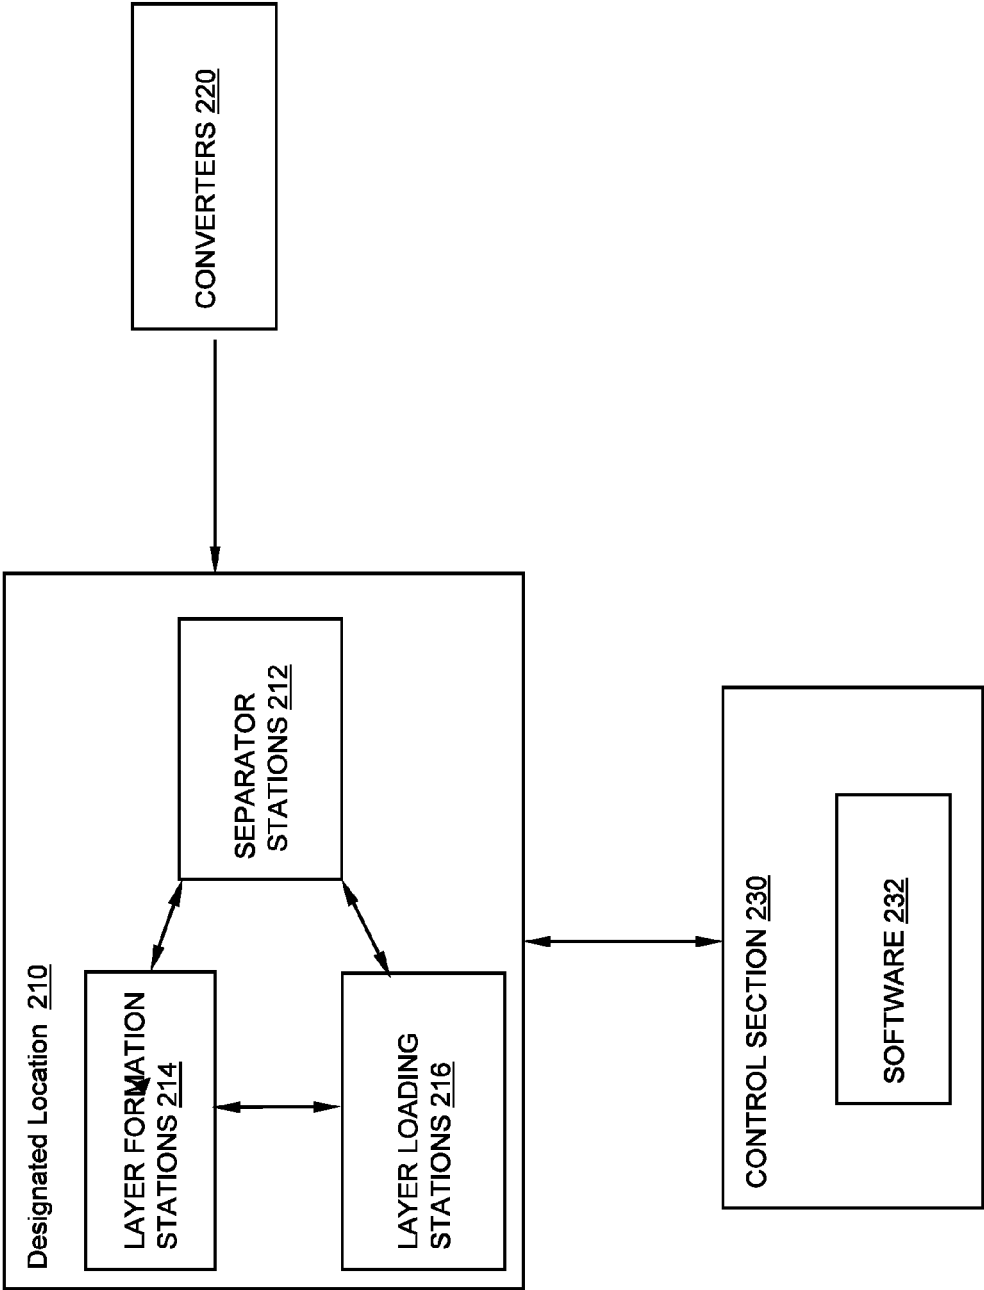 Designated Location 210
LAYER FORMATION
STATIONS 214
LAYER LOADING
STATIONS 216
SEPARATOR
STATIONS 212
CONVERTERS 220
CONTROL SECTION 230
SOFTWARE 232